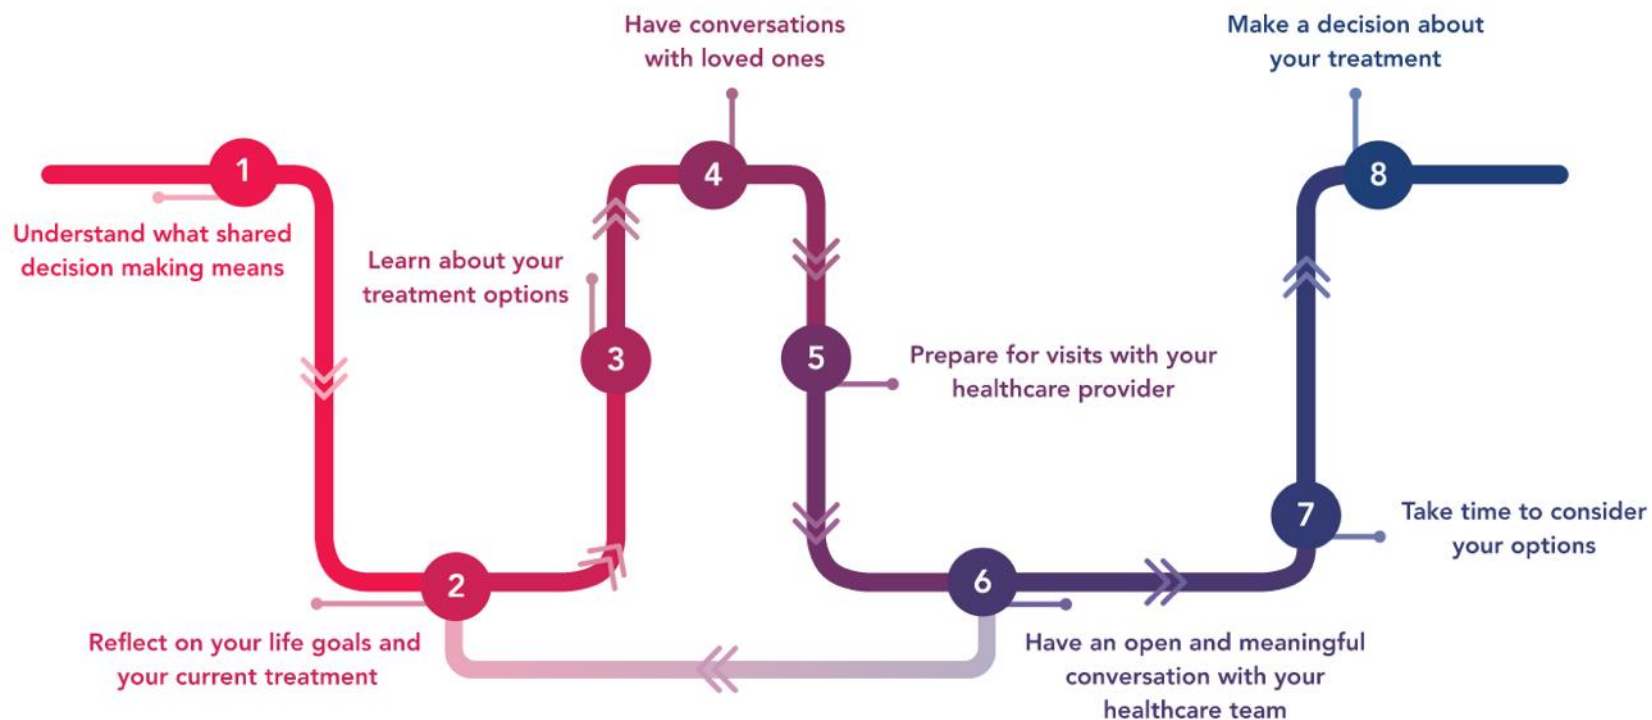 1
Understand what shared
decision making means
2
Reflect on your life goals and
your current treatment
3
Learn about your
treatment options
4
Have conversations
with loved ones
5
Prepare for visits with your
healthcare provider
6
Have an open and meaningful
conversation with your
healthcare team
7
Take time to consider
your options
8
Make a decision about
your treatment